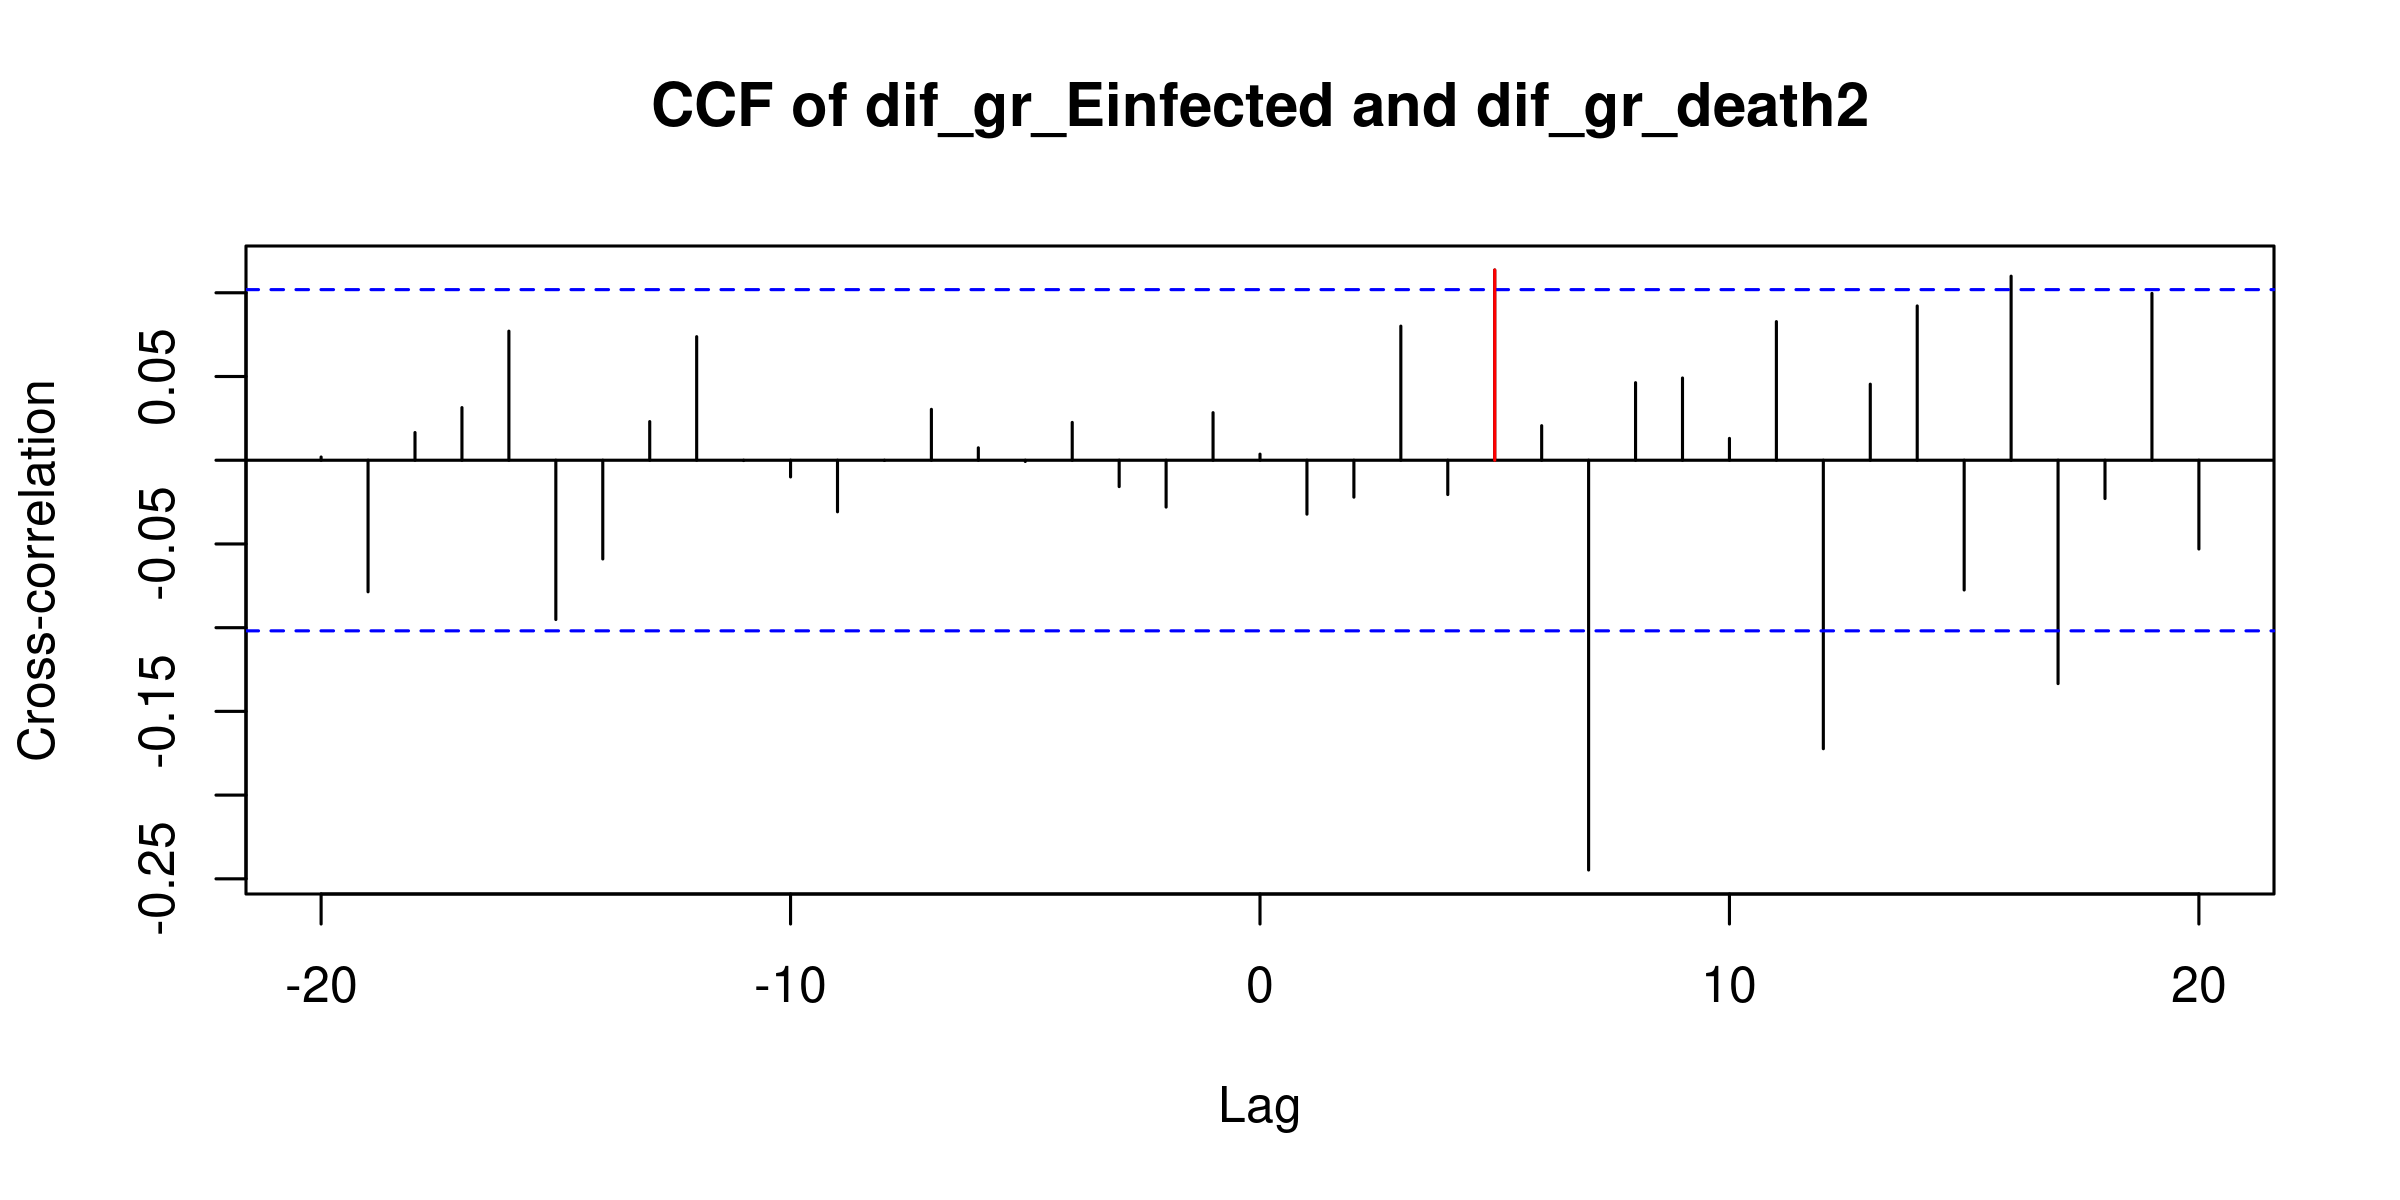 CCF of dif_gr_Einfected and dif_gr_death2
Cross-correlation
0.05
-0.05
-0.15
-0.25
-20 -10 0 10 20
Lag